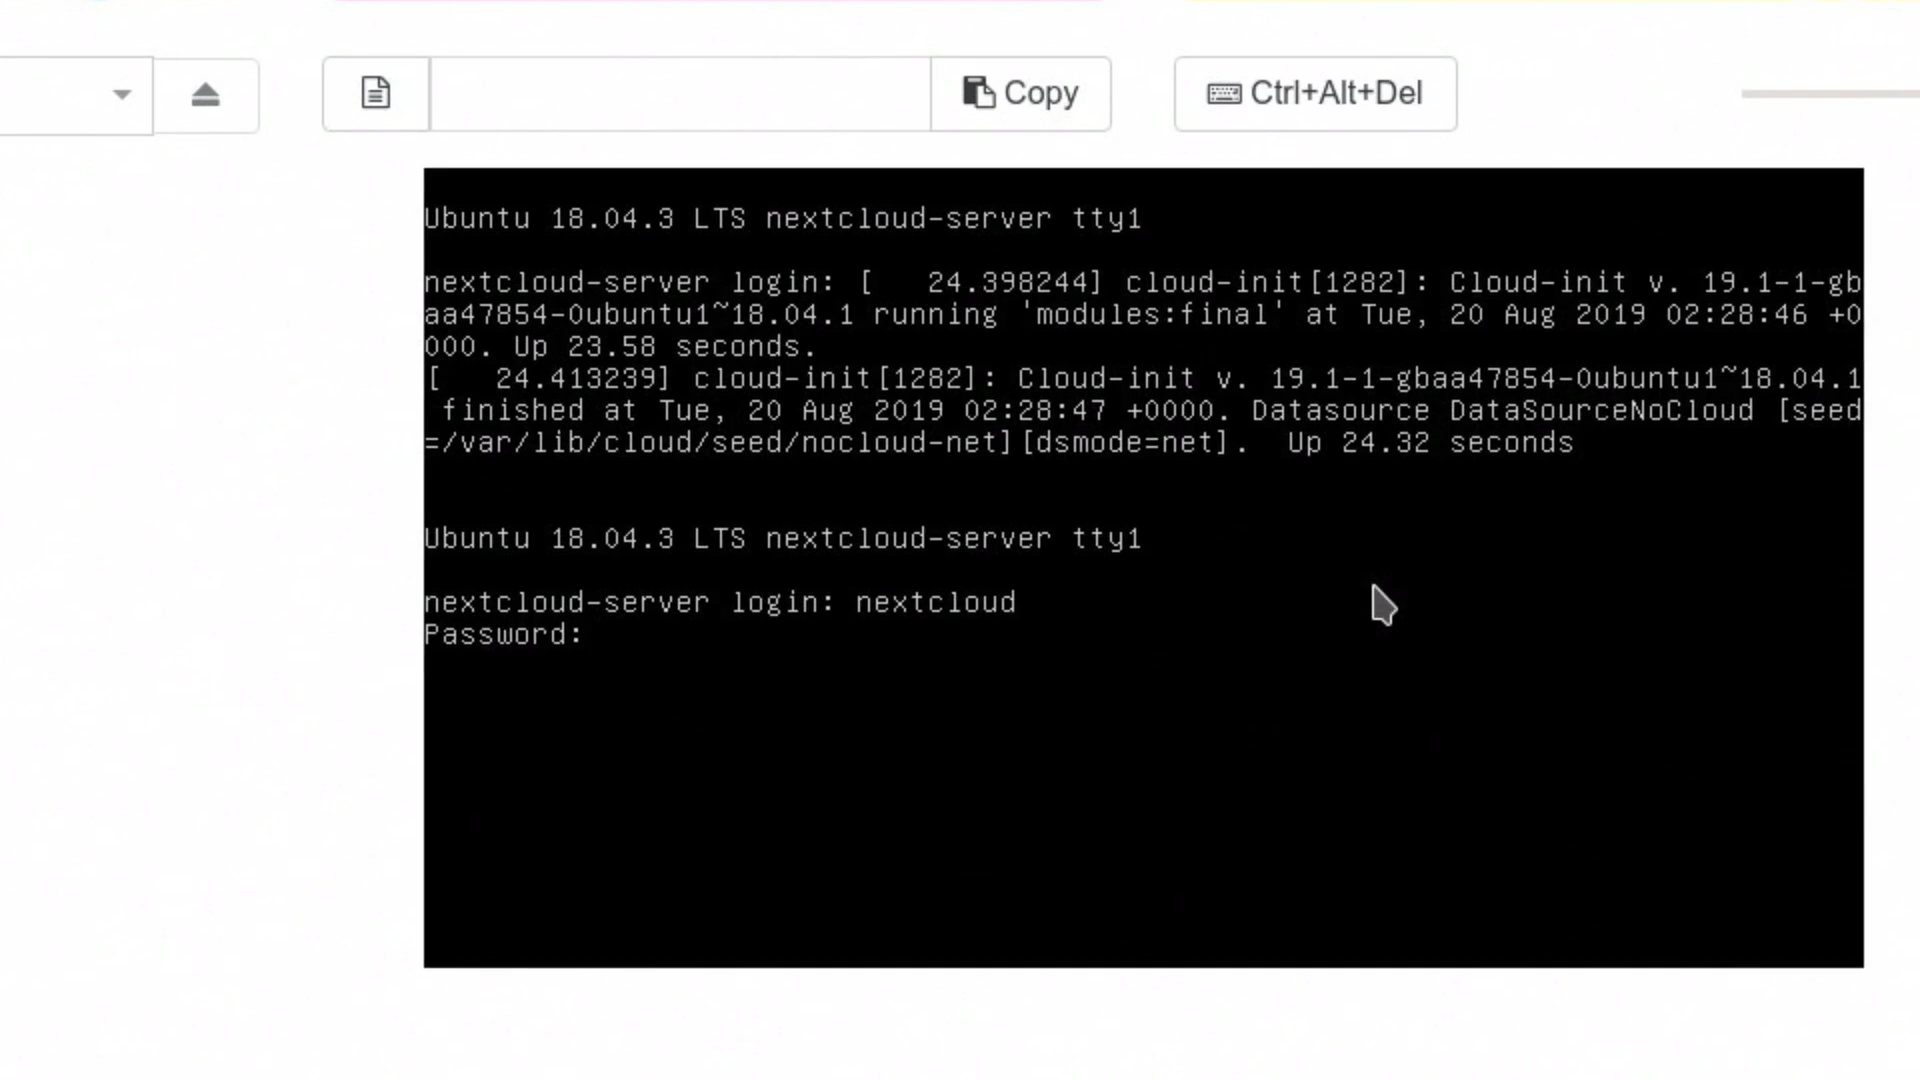 Copy
Ctrl+Alt+Del
Ubuntu 18.04.3 LTS nextcloud-server tty1
nextcloud-server login: [   24.398244] cloud-init[1282]: Cloud-init v. 19.1-1-gb
aa47854-0ubuntu1~18.04.1 running 'modules:final' at Tue, 20 Aug 2019 02:28:46 +0
000. Up 23.58 seconds.
[   24.413239] cloud-init[1282]: Cloud-init v. 19.1-1-gbaa47854-0ubuntu1~18.04.1
 finished at Tue, 20 Aug 2019 02:28:47 +0000. Datasource DataSourceNoCloud [seed
=/var/lib/cloud/seed/nocloud-net][dsmode=net].  Up 24.32 seconds
Ubuntu 18.04.3 LTS nextcloud-server tty1
nextcloud-server login: nextcloud
Password: